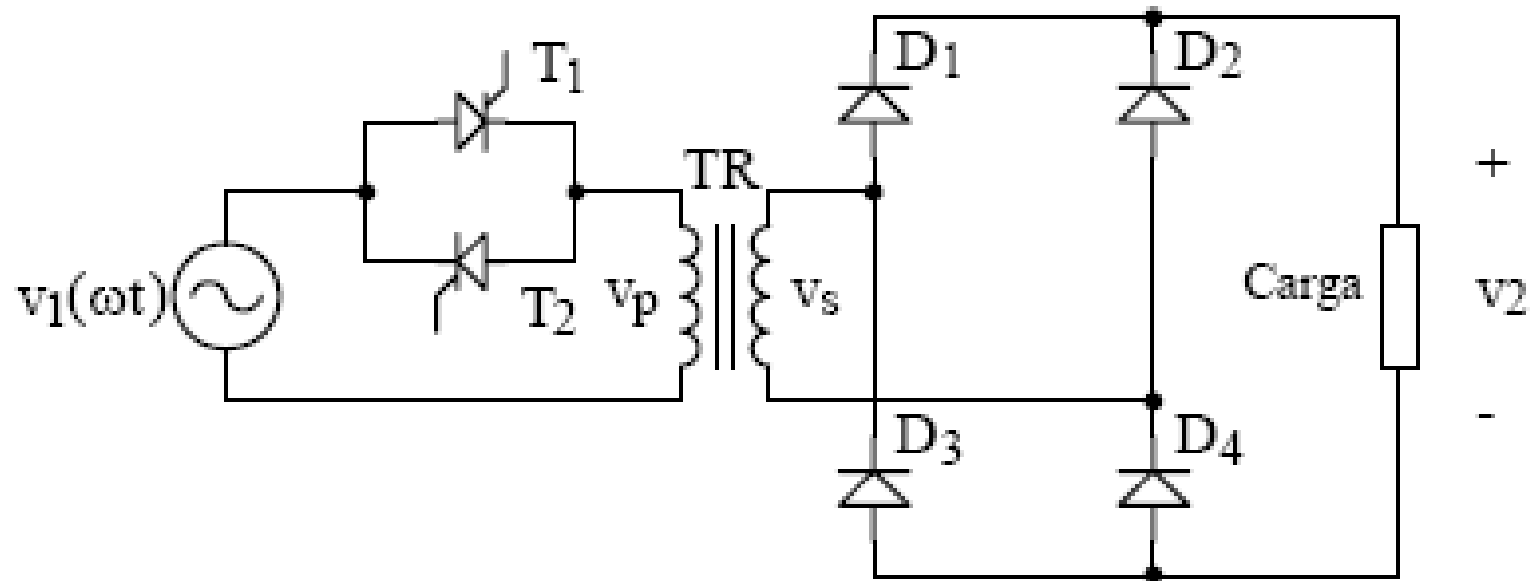 T1
D1
D2
TR
+
v1(ωt)
T2
vp
vs
Carga
v2
D3
D4
-